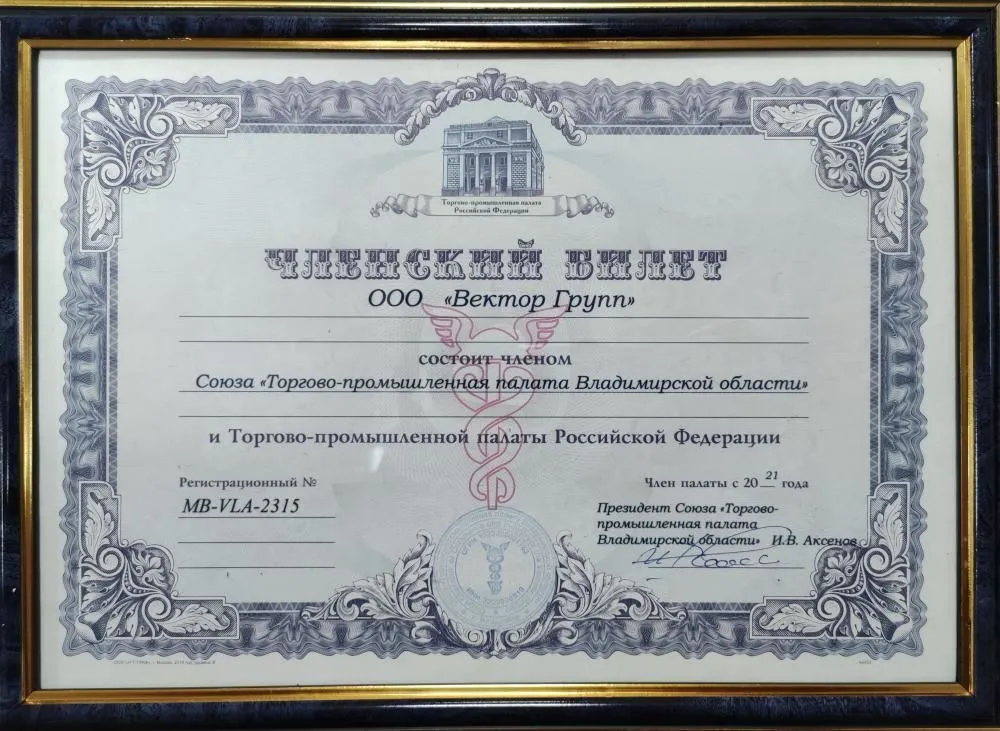 Торгово-промышленная палата
Российской Федерации
ЧЛЕНСКИЙ БИЛЕТ
ООО «Вектор Групп»
состоит членом
Союза «Торгово-промышленная палата Владимирской области»
и Торгово-промышленной палаты Российской Федерации
Регистрационный №
МВ-VLA-2315
Член палаты с 20 21 года
Президент Союза «Торгово-
промышленная палата
Владимирской области» И.В. Аксенов